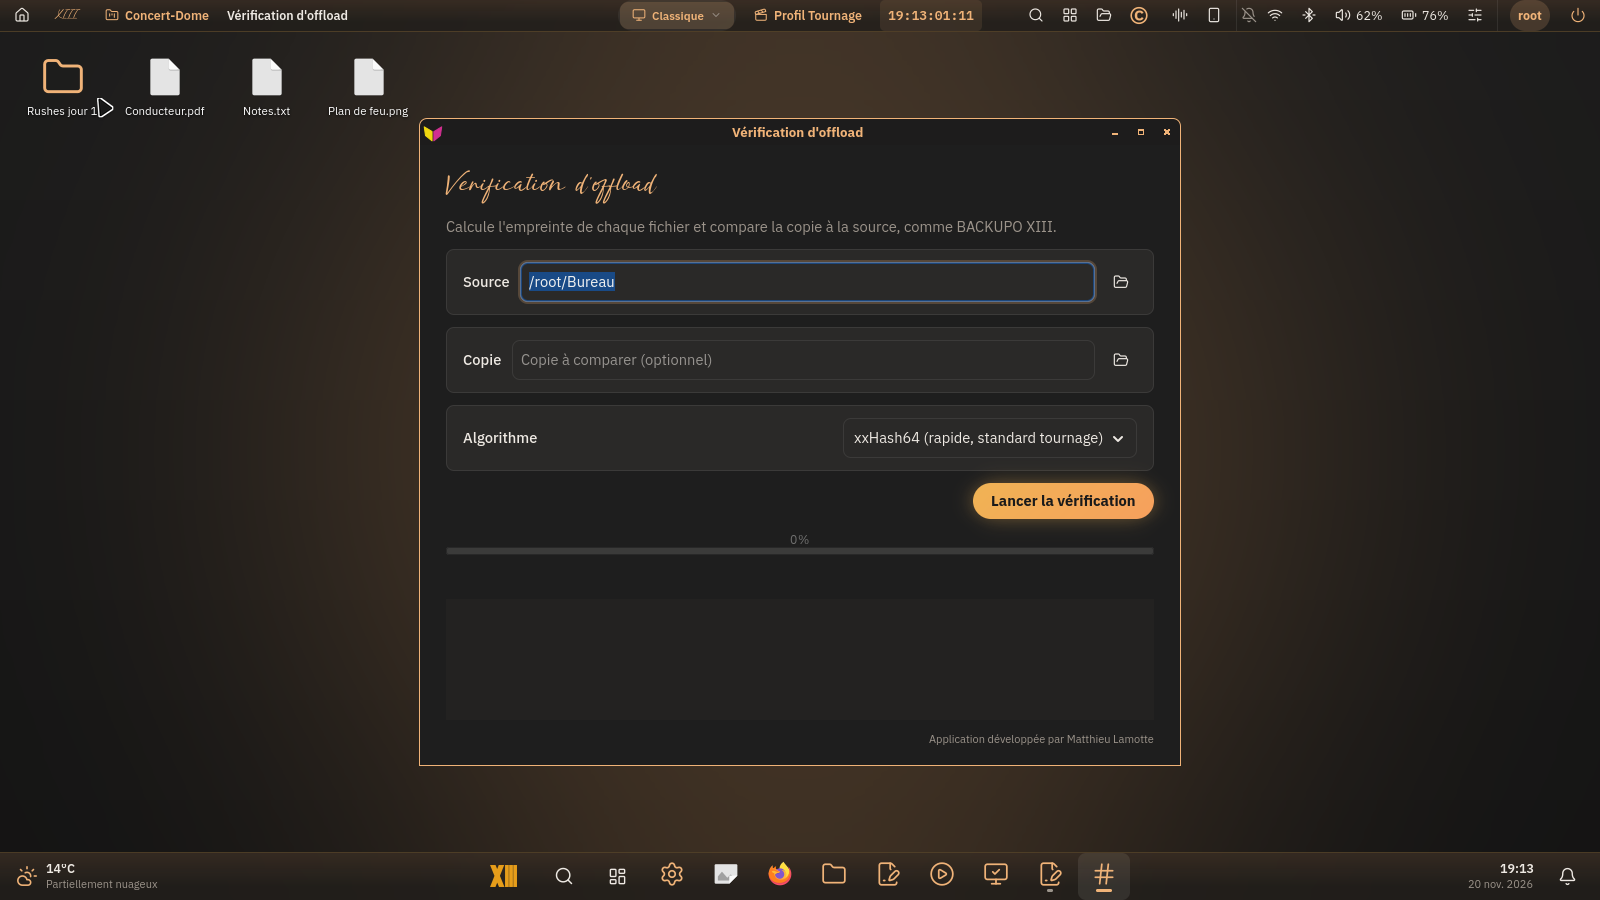 Concert-Dome
Vérification d'offload
Classique
Profil Tournage
19:13:01:11
62%
76%
root
Rushes jour 1
Conducteur.pdf
Notes.txt
Plan de feu.png
Vérification d'offload
Verification d'offload
Calcule l'empreinte de chaque fichier et compare la copie à la source, comme BACKUPO XIII.
Source
/root/Bureau
Copie
Copie à comparer (optionnel)
Algorithme
xxHash64 (rapide, standard tournage)
Lancer la vérification
0%
Application développée par Matthieu Lamotte
14°C
Partiellement nuageux
XIII
19:13
20 nov. 2026